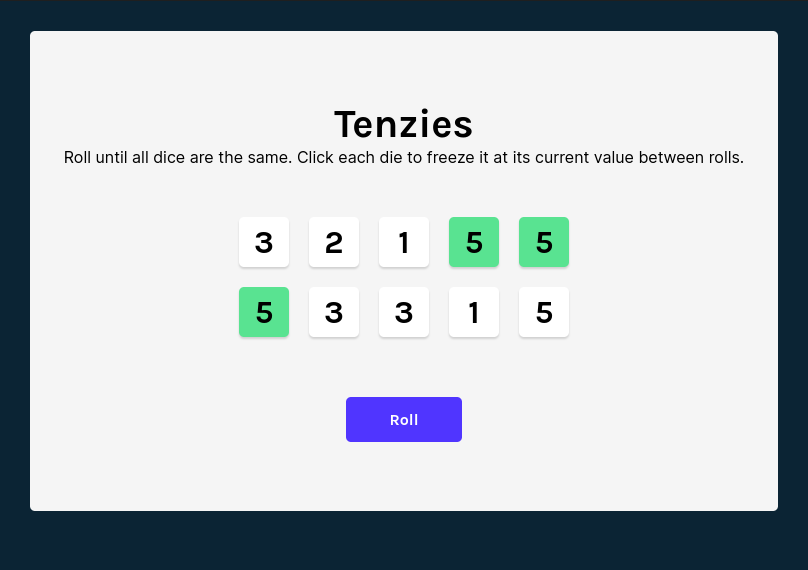 Tenzies
Roll until all dice are the same. Click each die to freeze it at its current value between rolls.
3 2 1 5 5
5 3 3 1 5
Roll